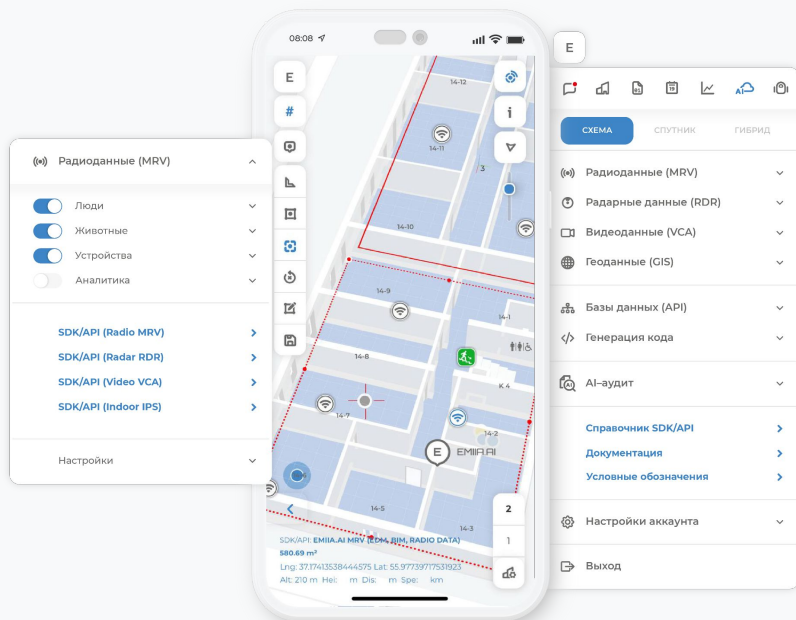 Радиоданные (MRV)
Люди
Животные
Устройства
Аналитика
SDK/API (Radio MRV)
SDK/API (Radar RDR)
SDK/API (Video VCA)
SDK/API (Indoor IPS)
Настройки
08:08
E
#
i
14-12
14-11
3
14-10
14-9
14-1
14-8
K 4
14-7
14-2
E EMIIA.AI
14-5
14-3
2
1
SDK/API: EMIIA.AI MRV (EDM, BIM, RADIO DATA)
580.69 m²
Lng: 37.17413538444575 Lat: 55.97739717531923
Alt: 210 m Hei: m Dis: m Spe: km
E
01
19
AI
СХЕМА СПУТНИК ГИБРИД
Радиоданные (MRV)
Радарные данные (RDR)
Видеоданные (VCA)
Геоданные (GIS)
Базы данных (API)
Генерация кода
AI
AI–аудит
Справочник SDK/API
Документация
Условные обозначения
Настройки аккаунта
Выход